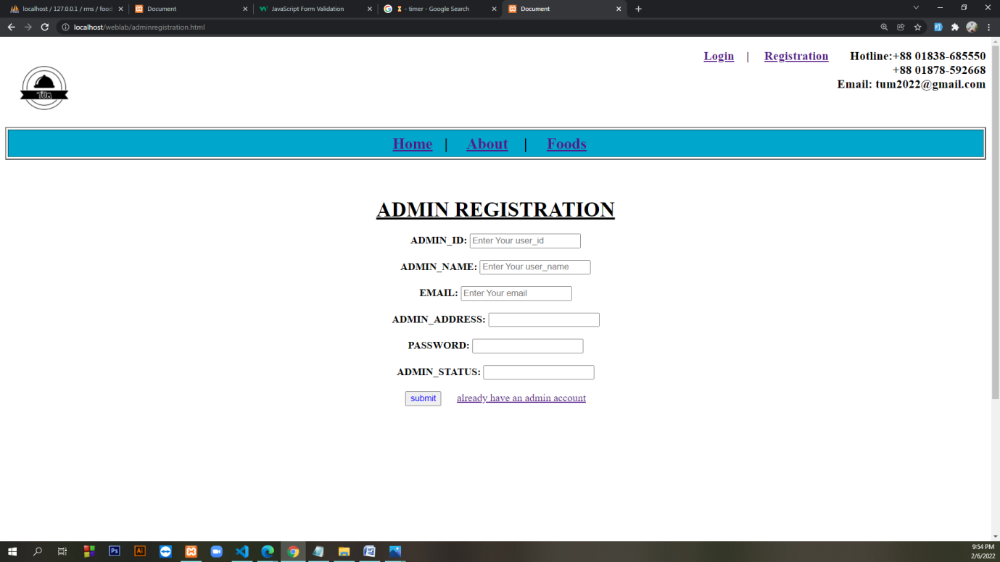 localhost / 127.0.0.1 / rms / food
Document
JavaScript Form Validation
- timer - Google Search
Document
localhost/weblab/adminregistration.html
Login | Registration Hotline:+88 01838-685550
+88 01878-592668
Email: tum2022@gmail.com
TUM
Home | About | Foods
ADMIN REGISTRATION
ADMIN_ID: Enter Your user_id
ADMIN_NAME: Enter Your user_name
EMAIL: Enter Your email
ADMIN_ADDRESS:
PASSWORD:
ADMIN_STATUS:
submit already have an admin account
Ps
Ai
9:54 PM
2/6/2022